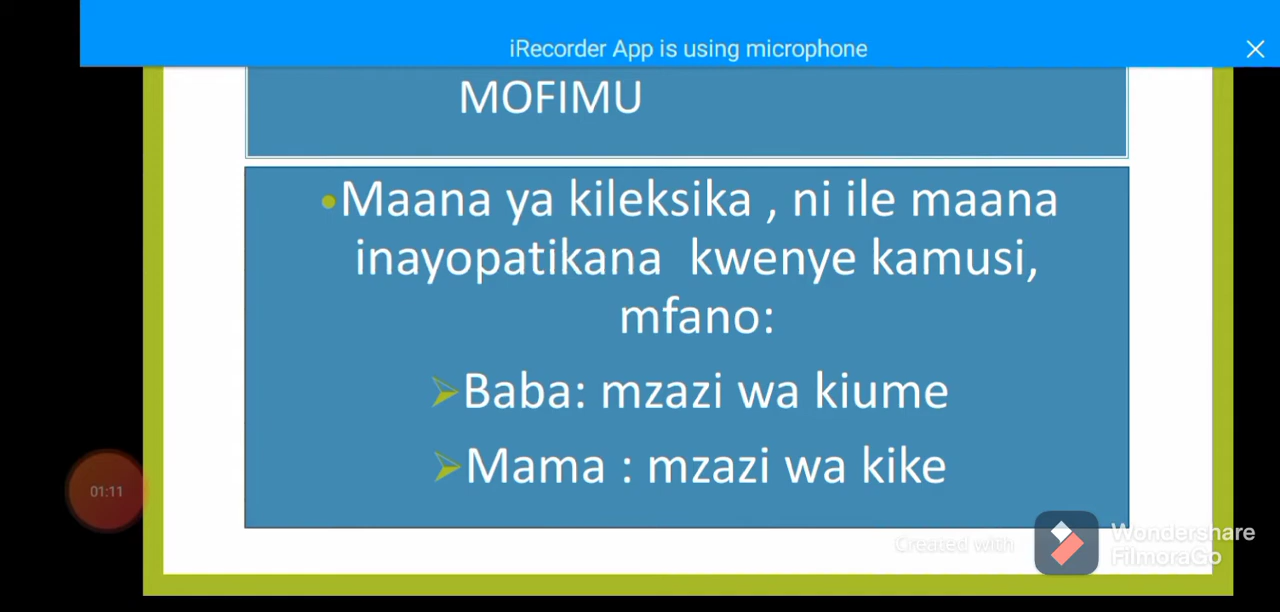 iRecorder App is using microphone
MOFIMU
•Maana ya kileksika , ni ile maana
inayopatikana kwenye kamusi,
mfano:
➢Baba: mzazi wa kiume
➢Mama : mzazi wa kike
01:11
Created with
Wondershare
FilmoraGo